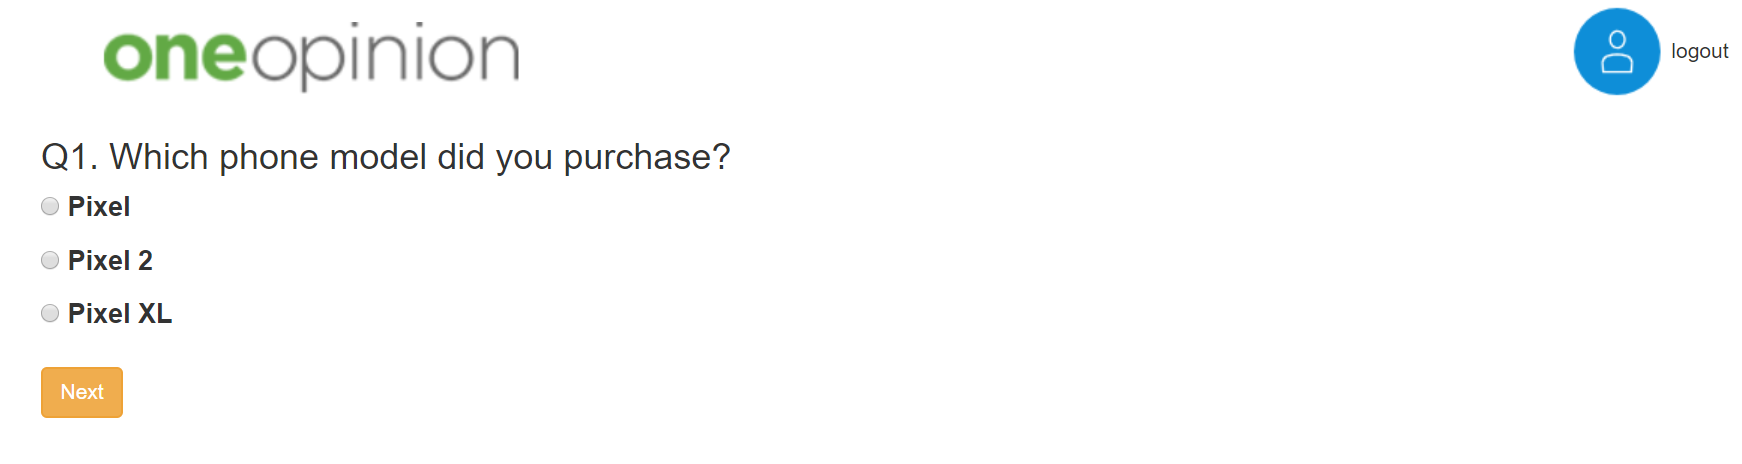 oneopinion
logout
Q1. Which phone model did you purchase?
Pixel
Pixel 2
Pixel XL
Next